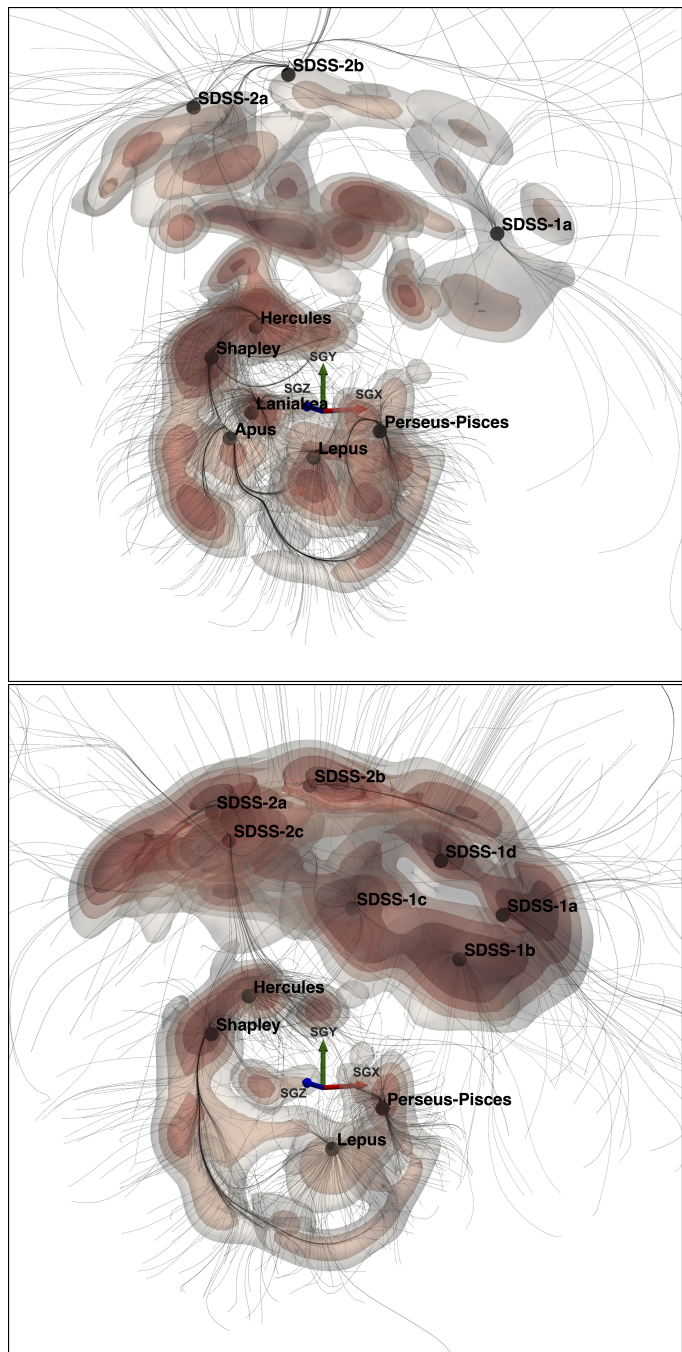 SDSS-2b
SDSS-2a
SDSS-1a
Hercules
Shapley
SGY
SGZ
SGX
Laniakea
Perseus-Pisces
Apus
Lepus
SDSS-2b
SDSS-2a
SDSS-2c
SDSS-1d
SDSS-1c
SDSS-1a
SDSS-1b
Hercules
Shapley
SGY
SGX
SGZ
Perseus-Pisces
Lepus